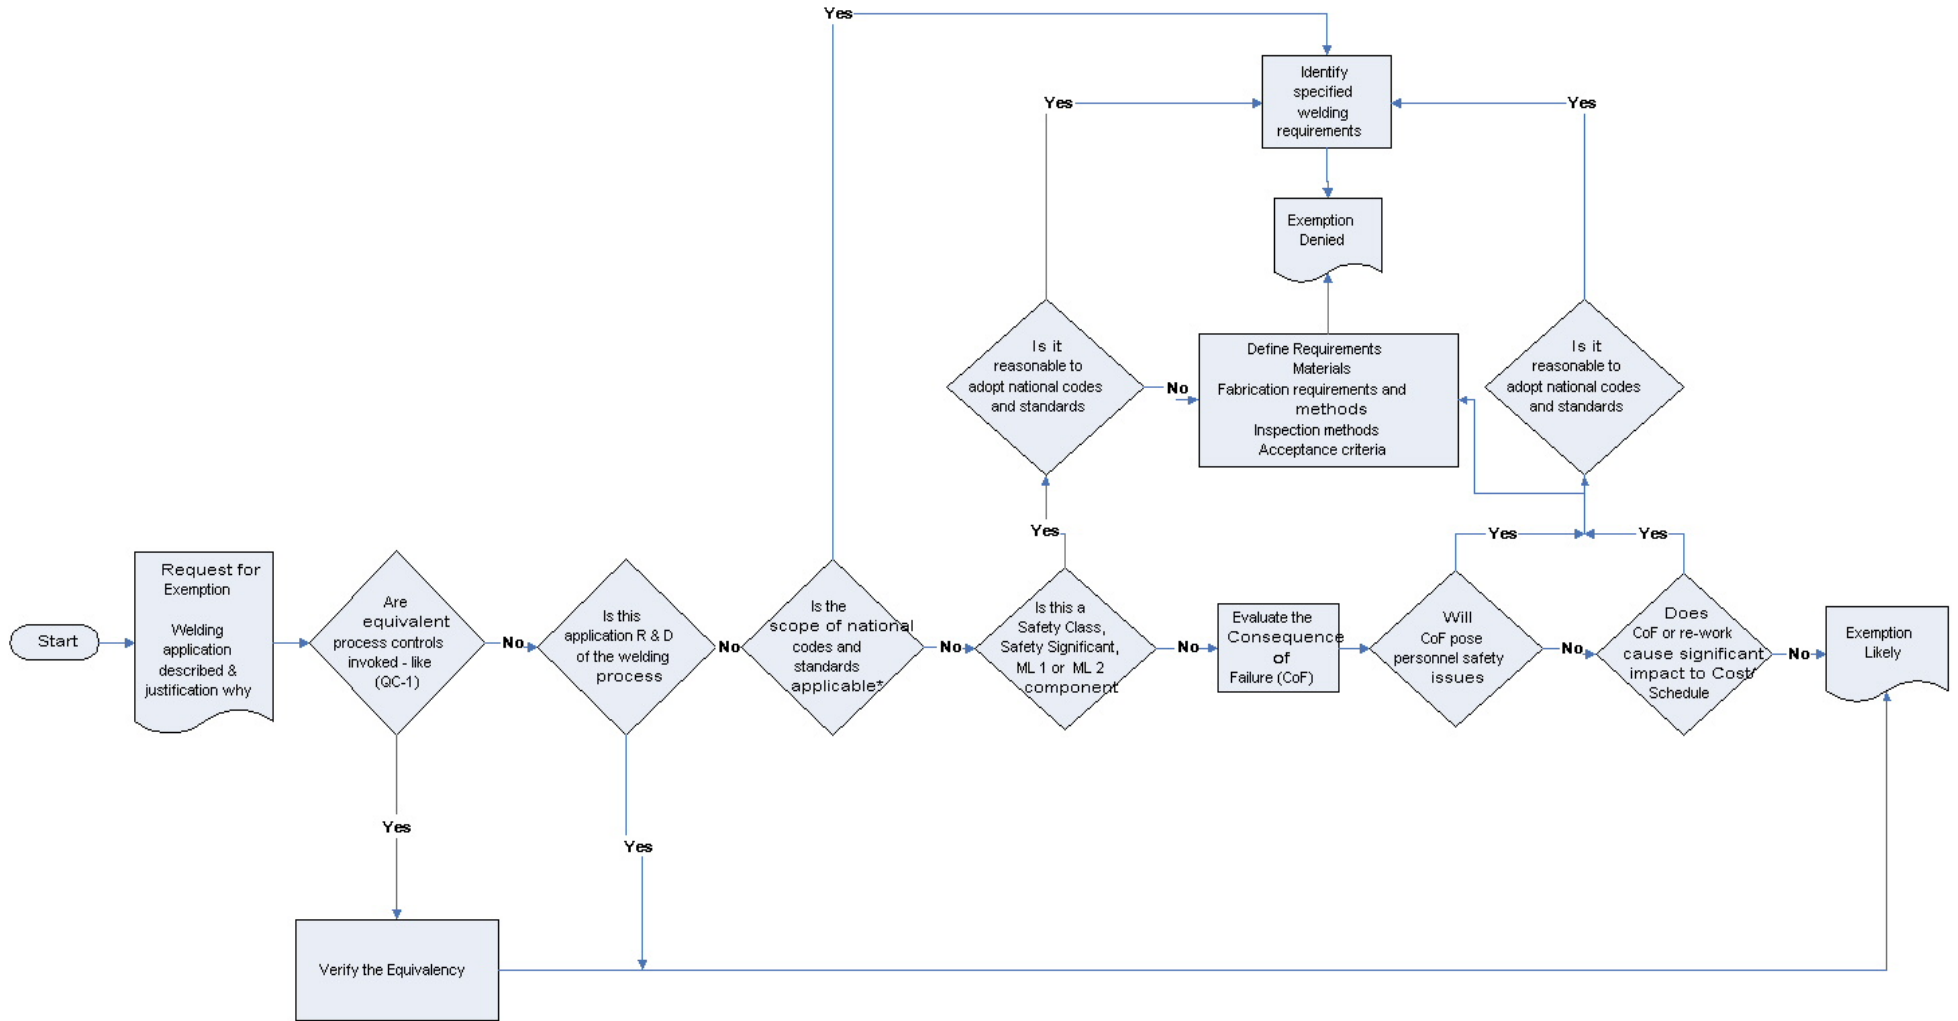 Yes
Identify
specified
welding
requirements
Yes
Yes
Exemption
Denied
Is it
reasonable to
adopt national codes
and standards
No
Define Requirements
Materials
Fabrication requirements and
methods
Inspection methods
Acceptance criteria
Is it
reasonable to
adopt national codes
and standards
Yes
Yes
Yes
Start
Request for
Exemption
Welding
application
described &
justification why
Are
equivalent
process controls
invoked - like
(QC-1)
No
Is this
application R & D
of the welding
process
No
Is the
scope of national
codes and
standards
applicable*
No
Is this a
Safety Class,
Safety Significant,
ML 1 or ML 2
component
No
Evaluate the
Consequence
of
Failure (CoF)
Will
CoF pose
personnel safety
issues
No
Does
CoF or re-work
cause significant
impact to Cost/
Schedule
No
Exemption
Likely
Yes
Yes
Verify the Equivalency